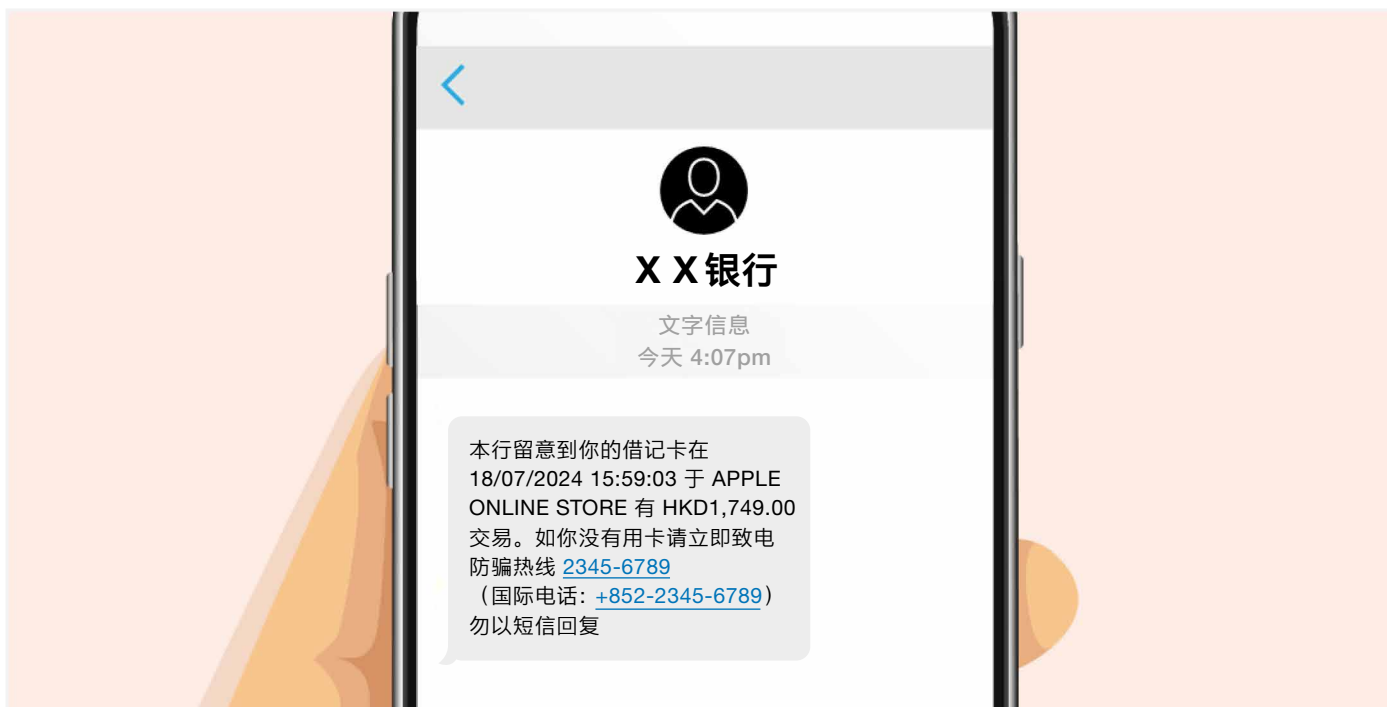 X X 银行
文字信息
今天 4:07pm
本行留意到你的借记卡在
18/07/2024 15:59:03 于 APPLE
ONLINE STORE 有 HKD1,749.00
交易。如你没有用卡请立即致电
防骗热线 2345-6789
（国际电话：+852-2345-6789）
勿以短信回复